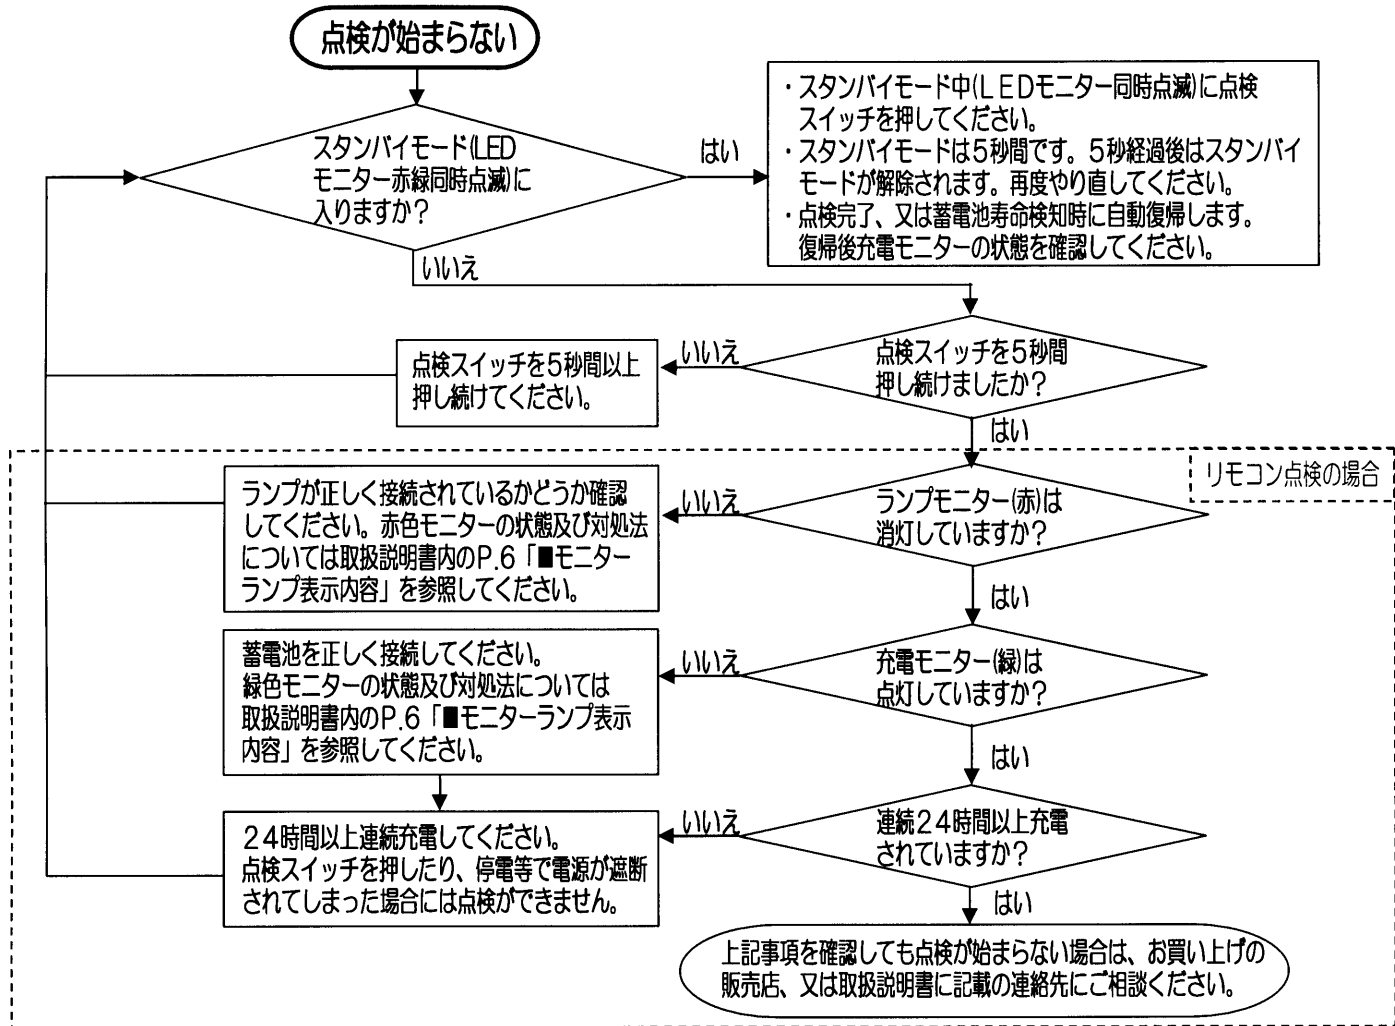 点検が始まらない
スタンバイモード(LED
モニター赤緑同時点滅)に
入りますか？
はい
・スタンバイモード中(ＬＥＤモニター同時点滅)に点検
スイッチを押してください。
・スタンバイモードは５秒間です。５秒経過後はスタンバイ
モードが解除されます。再度やり直してください。
・点検完了、又は蓄電池寿命検知時に自動復帰します。
復帰後充電モニターの状態を確認してください。
いいえ
点検スイッチを５秒間
押し続けましたか？
いいえ
点検スイッチを５秒間以上
押し続けてください。
はい
リモコン点検の場合
ランプモニター(赤)は
消灯していますか？
いいえ
ランプが正しく接続されているかどうか確認
してください。赤色モニターの状態及び対処法
については取扱説明書内のＰ.６「■モニター
ランプ表示内容」を参照してください。
はい
充電モニター(緑)は
点灯していますか？
いいえ
蓄電池を正しく接続してください。
緑色モニターの状態及び対処法については
取扱説明書内のＰ.６「■モニターランプ表示
内容」を参照してください。
はい
連続２４時間以上充電
されていますか？
いいえ
２４時間以上連続充電してください。
点検スイッチを押したり、停電等で電源が遮断
されてしまった場合には点検ができません。
はい
上記事項を確認しても点検が始まらない場合は、お買い上げの
販売店、又は取扱説明書に記載の連絡先にご相談ください。